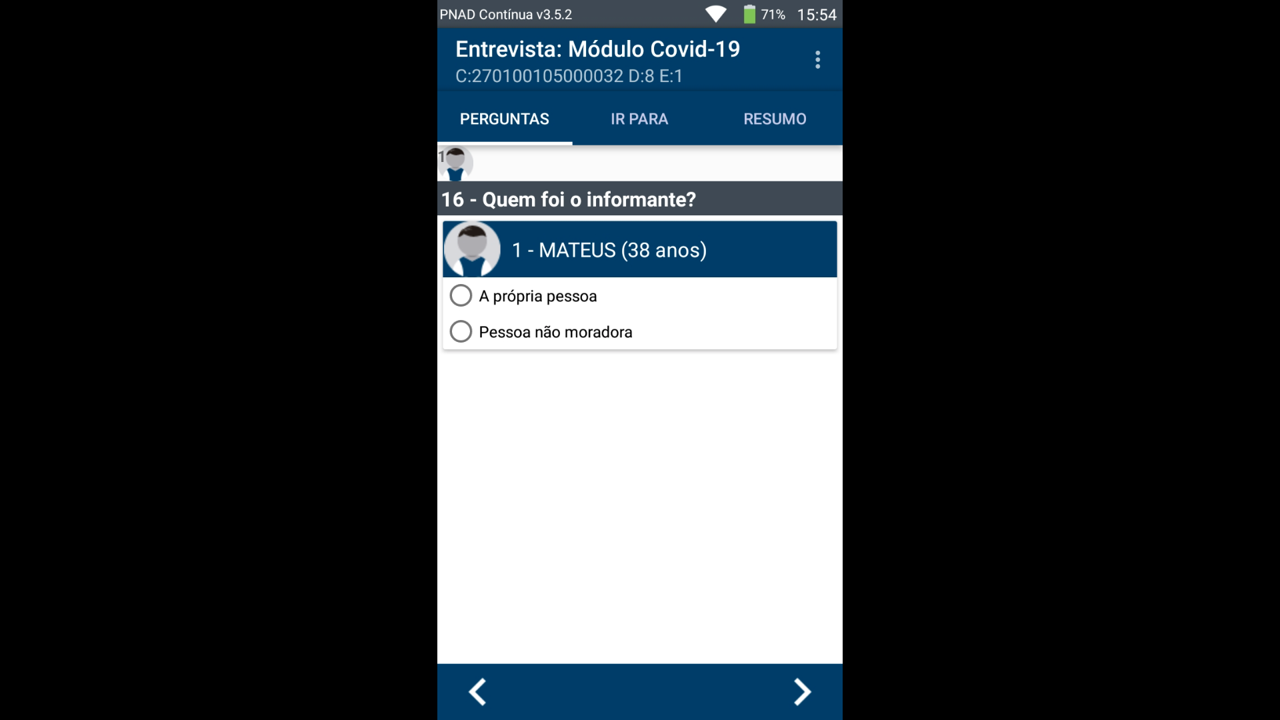 PNAD Contínua v3.5.2 71% 15:54
Entrevista: Módulo Covid-19
C:270100105000032 D:8 E:1
PERGUNTAS IR PARA RESUMO
1
16 - Quem foi o informante?
1 - MATEUS (38 anos)
A própria pessoa
Pessoa não moradora